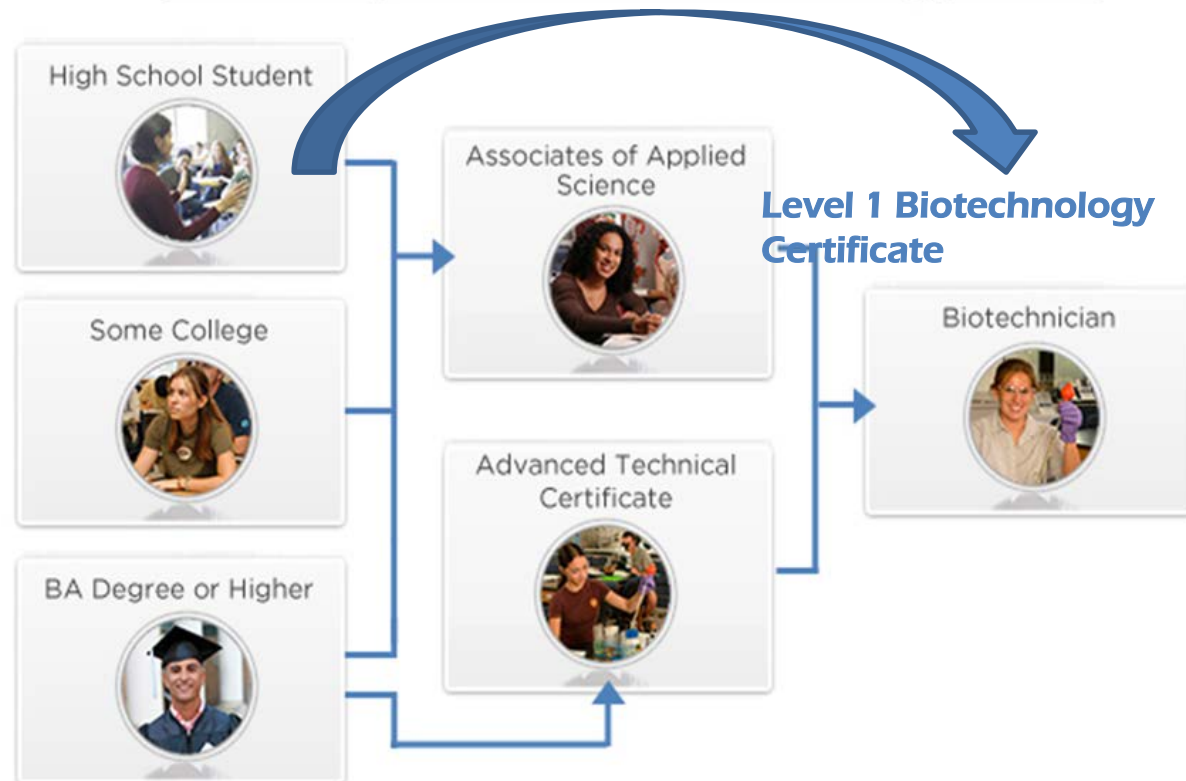 High School Student
Associates of Applied
Science
Level 1 Biotechnology
Certificate
Some College
Biotechnician
Advanced Technical
Certificate
BA Degree or Higher